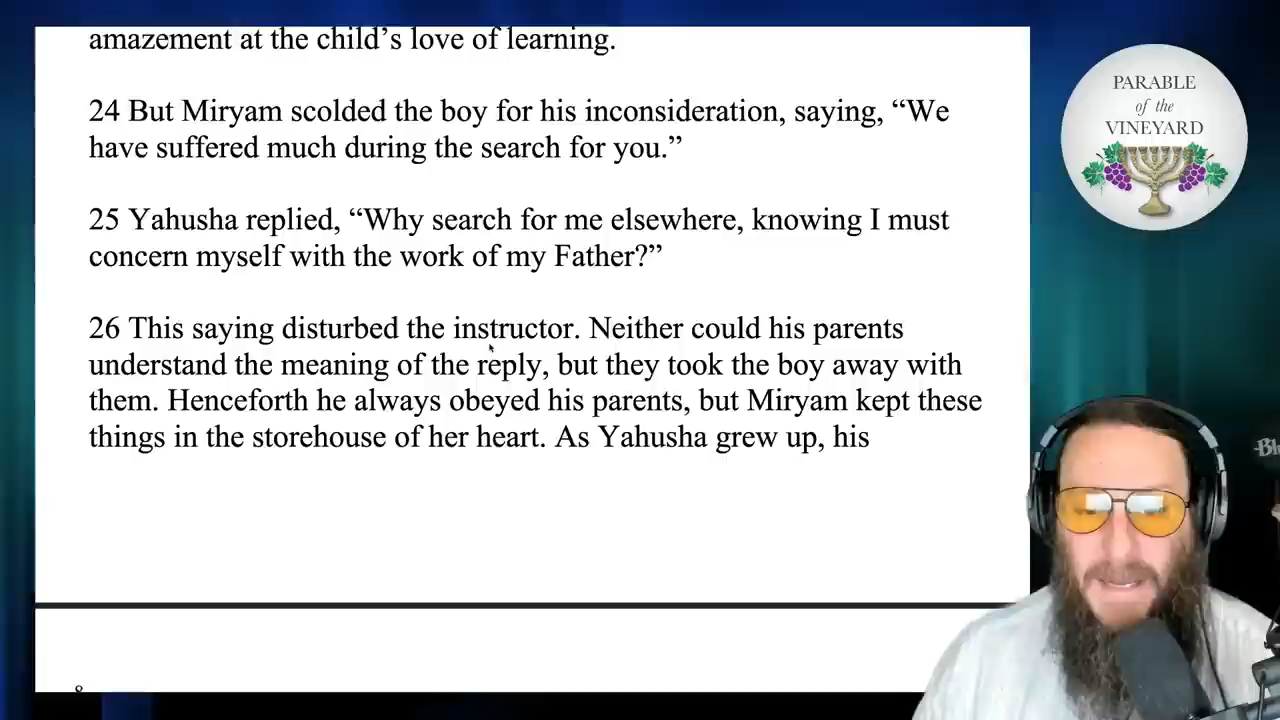 amazement at the child’s love of learning.
24 But Miryam scolded the boy for his inconsideration, saying, “We
have suffered much during the search for you.”
25 Yahusha replied, “Why search for me elsewhere, knowing I must
concern myself with the work of my Father?”
26 This saying disturbed the instructor. Neither could his parents
understand the meaning of the reply, but they took the boy away with
them. Henceforth he always obeyed his parents, but Miryam kept these
things in the storehouse of her heart. As Yahusha grew up, his
PARABLE
of the
VINEYARD